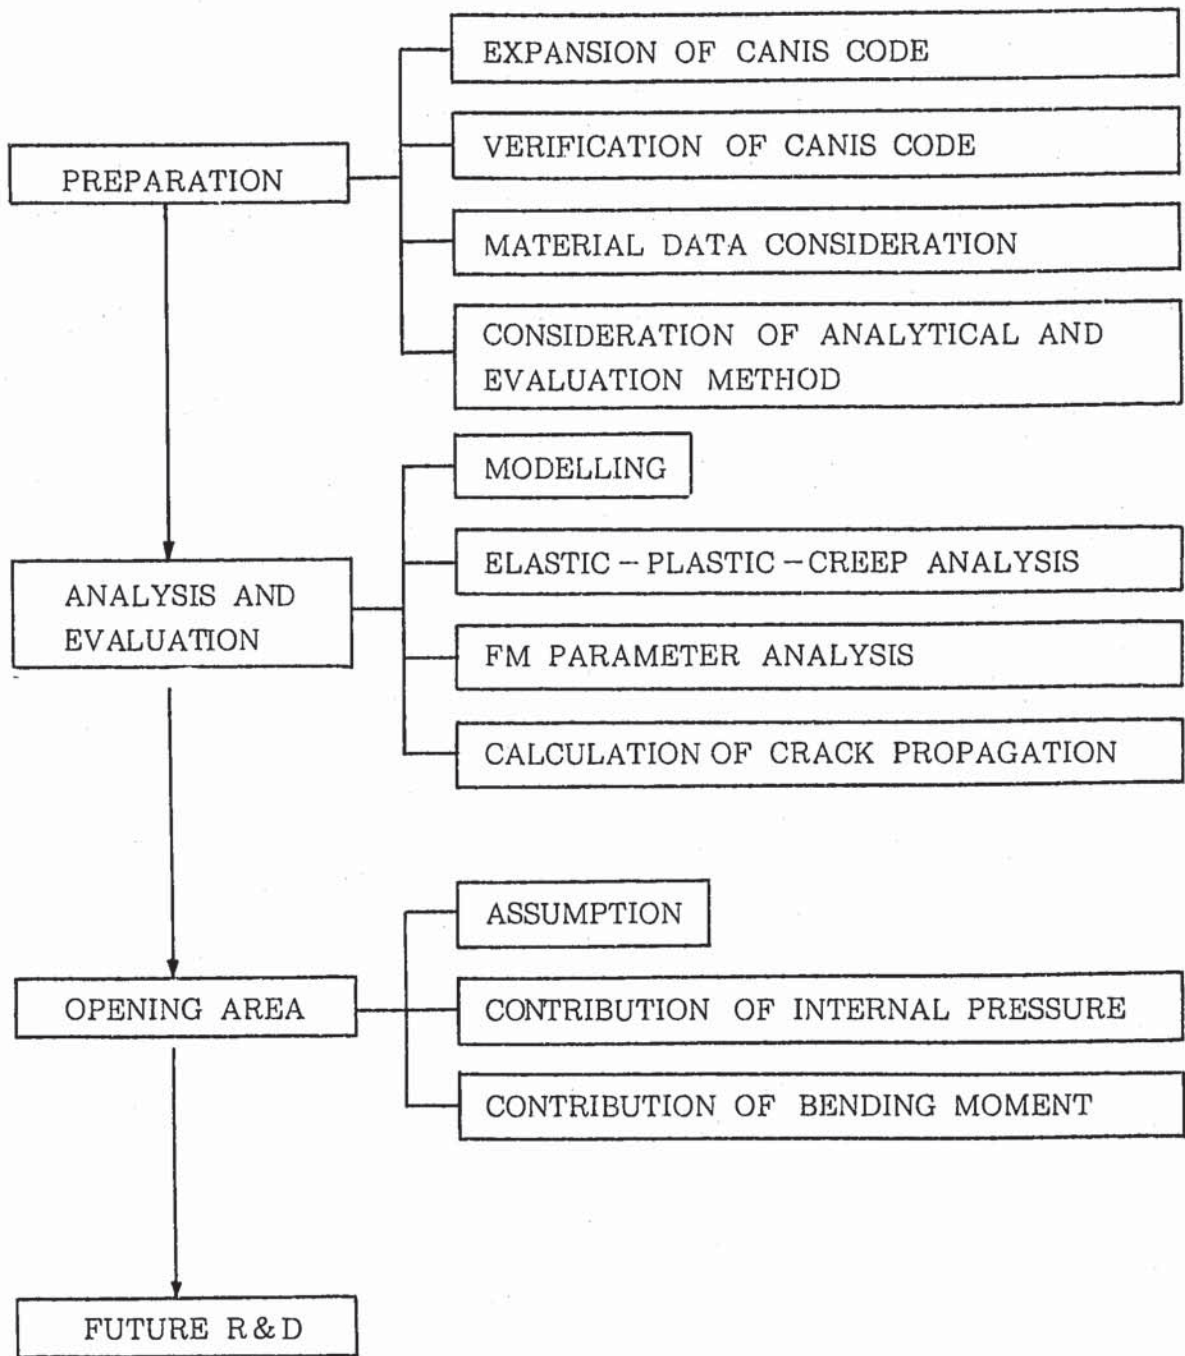 PREPARATION
EXPANSION OF CANIS CODE
VERIFICATION OF CANIS CODE
MATERIAL DATA CONSIDERATION
CONSIDERATION OF ANALYTICAL AND
EVALUATION METHOD
ANALYSIS AND
EVALUATION
MODELLING
ELASTIC-PLASTIC-CREEP ANALYSIS
FM PARAMETER ANALYSIS
CALCULATION OF CRACK PROPAGATION
OPENING AREA
ASSUMPTION
CONTRIBUTION OF INTERNAL PRESSURE
CONTRIBUTION OF BENDING MOMENT
FUTURE R&D